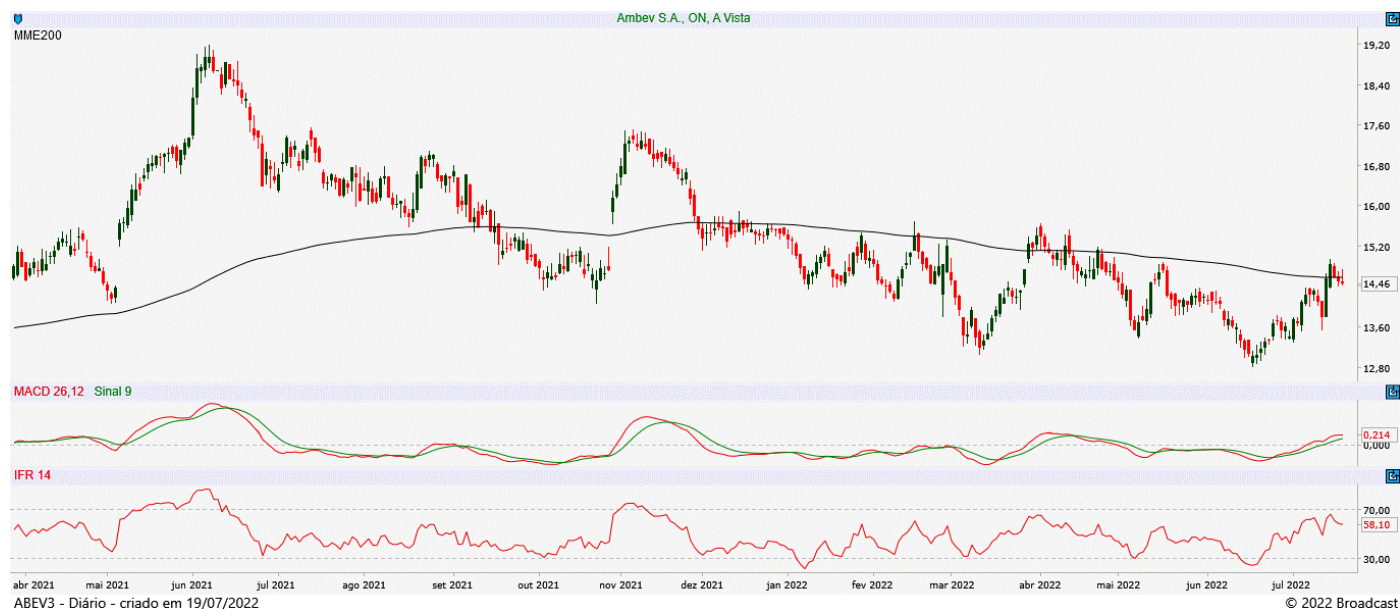 Ambev S.A., ON, A Vista
MME200
19,20
18,40
17,60
16,80
16,00
15,20
14,46
13,60
12,80
MACD 26,12 Sinal 9
0,214
0,000
IFR 14
70,00
58,10
30,00
abr 2021 mai 2021 jun 2021 jul 2021 ago 2021 set 2021 out 2021 nov 2021 dez 2021 jan 2022 fev 2022 mar 2022 abr 2022 mai 2022 jun 2022 jul 2022
ABEV3 - Diário - criado em 19/07/2022 © 2022 Broadcast